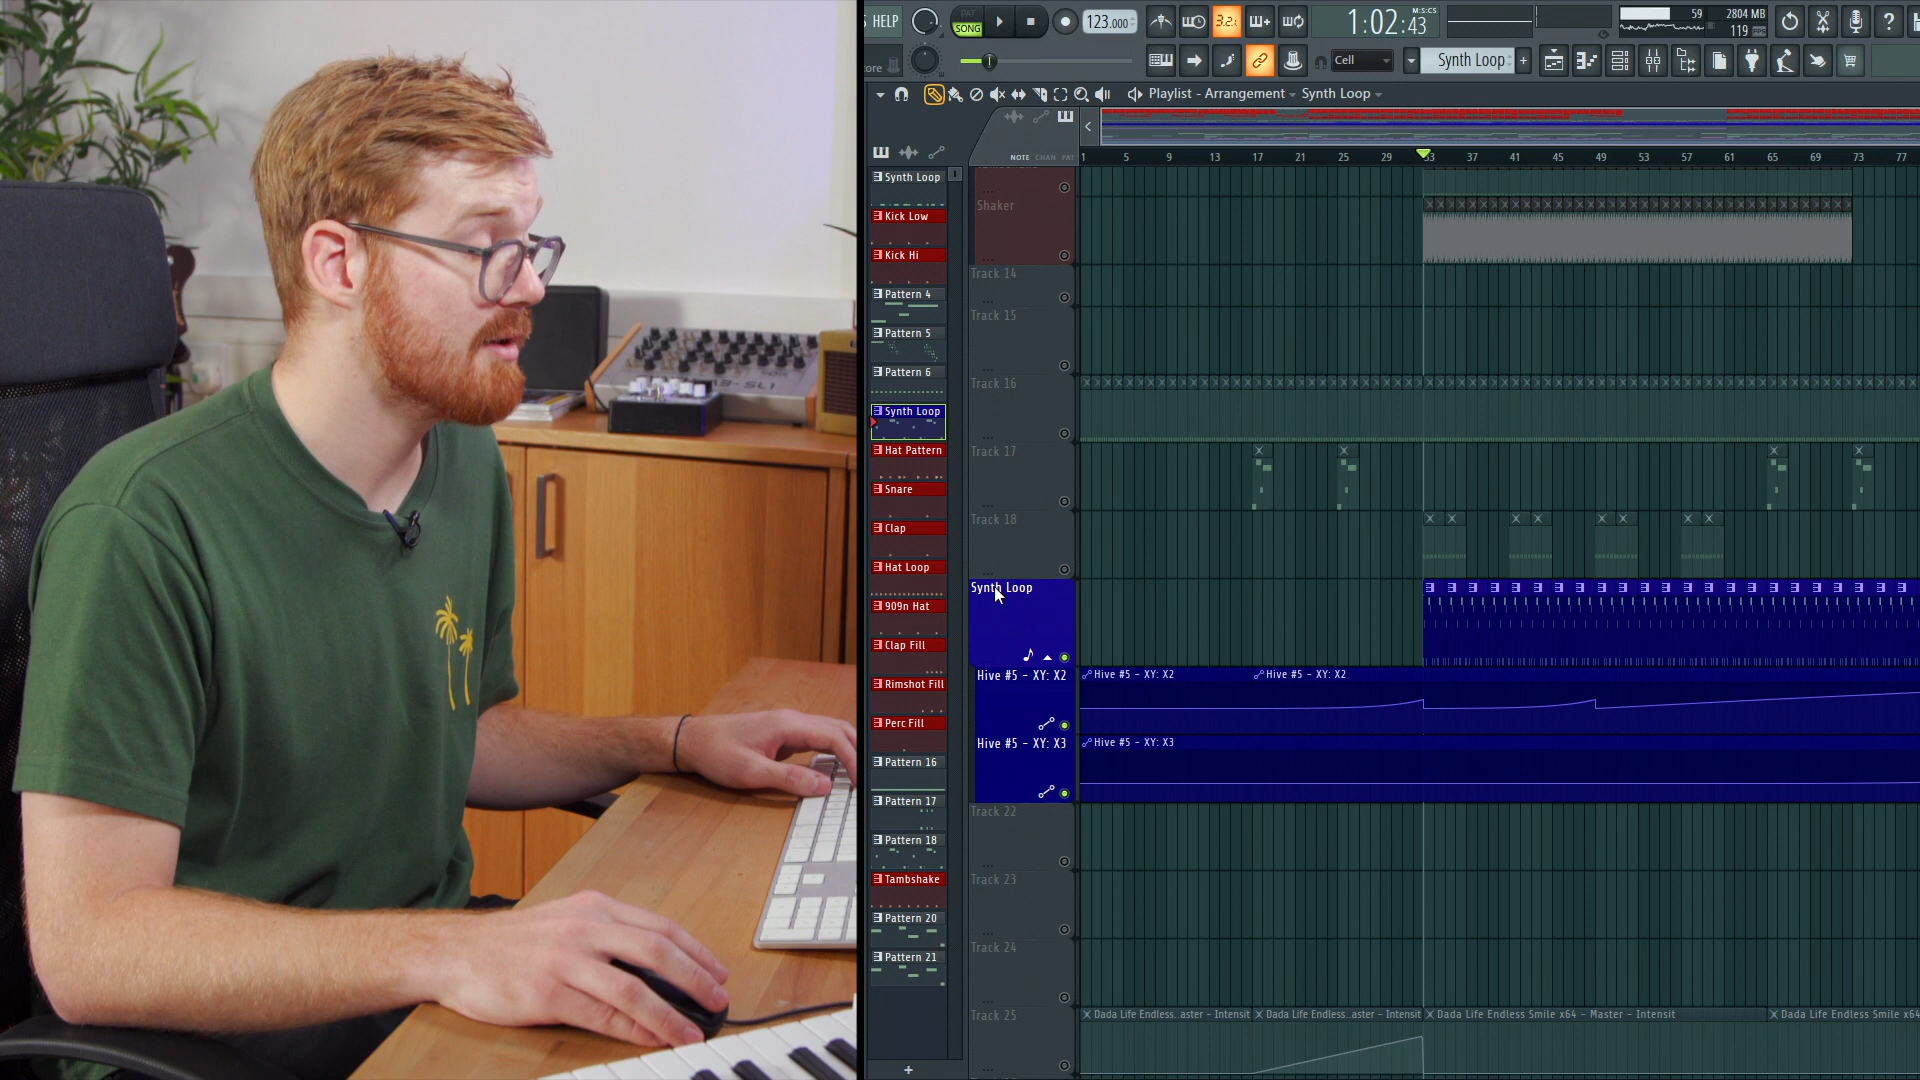 HELP
PAT
SONG
123.000
3.2:
1:02:43
M:S:CS
59
2804 MB
119
ore
Cell
Synth Loop
+
Playlist - Arrangement
Synth Loop
NOTE CHAN PAT
1 5 9 13 17 21 25 29 33 37 41 45 49 53 57 61 65 69 73 77
Synth Loop
Kick Low
Kick Hi
Pattern 4
Pattern 5
Pattern 6
Synth Loop
Hat Pattern
Snare
Clap
Hat Loop
909n Hat
Clap Fill
Rimshot Fill
Perc Fill
Pattern 16
Pattern 17
Pattern 18
Tambshake
Pattern 20
Pattern 21
+
Shaker
Track 14
Track 15
Track 16
Track 17
Track 18
Synth Loop
Hive #5 - XY: X2
Hive #5 - XY: X2
Hive #5 - XY: X2
Hive #5 - XY: X3
Hive #5 - XY: X3
Track 22
Track 23
Track 24
Track 25
Dada Life Endless..aster - Intensit
Dada Life Endless..aster - Intensit
Dada Life Endless Smile x64 - Master - Intensit
Dada Life Endless Smile x64